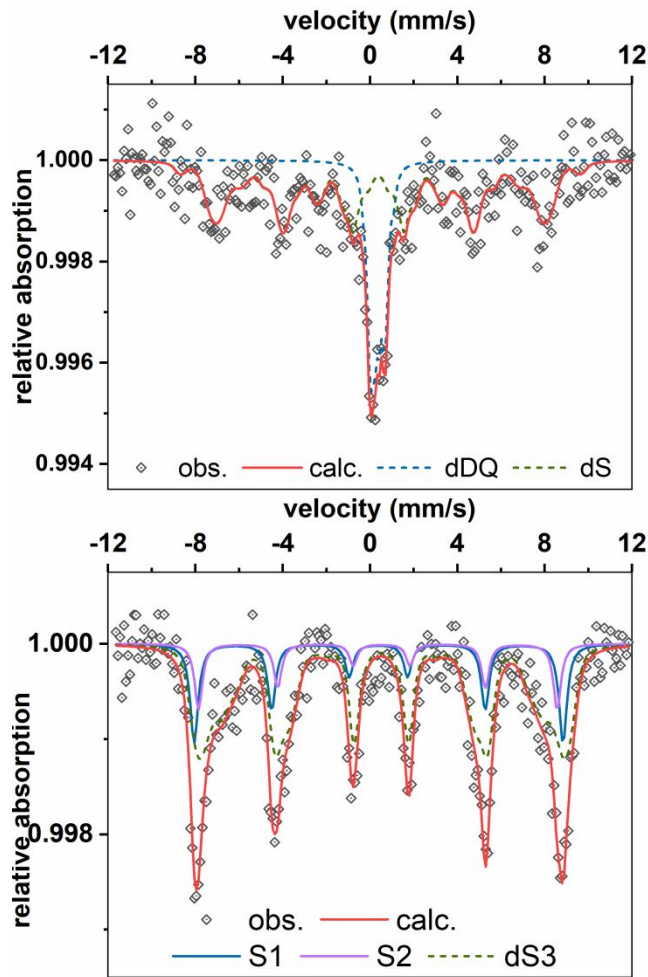 velocity (mm/s)
-12 -8 -4 0 4 8 12
1.000
0.998
0.996
0.994
relative absorption
obs. calc. dDQ dS
velocity (mm/s)
-12 -8 -4 0 4 8 12
1.000
0.998
relative absorption
obs. calc.
S1 S2 dS3